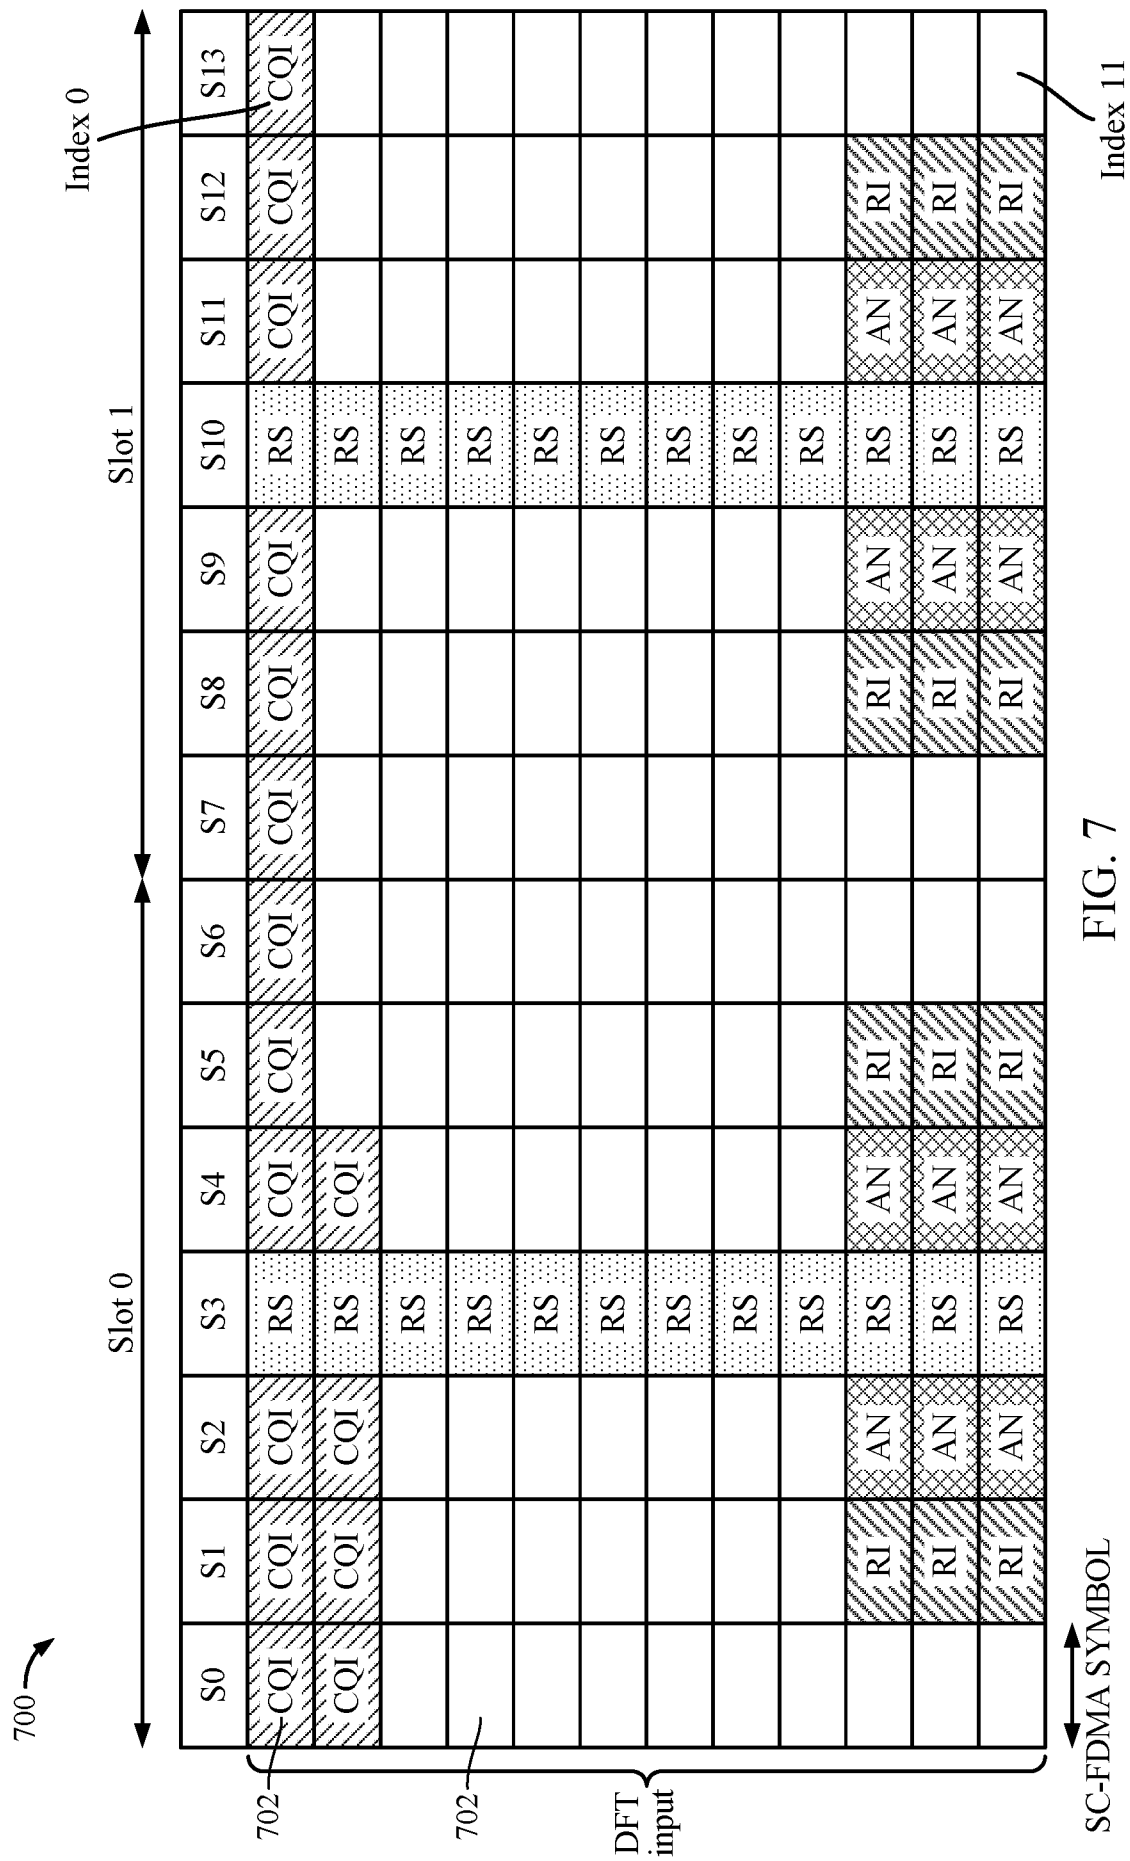 700
Slot 0 Slot 1
Index 0
S0 S1 S2 S3 S4 S5 S6 S7 S8 S9 S10 S11 S12 S13
702 CQI CQI CQI RS CQI CQI CQI CQI CQI CQI RS CQI CQI CQI
CQI CQI CQI RS CQI RS
RS RS
702 RS RS
RS RS
RS RS
DFT
input
RS RS
RS RS
RS RS
RI AN RS AN RI RI AN RS AN RI
RI AN RS AN RI RI AN RS AN RI
RI AN RS AN RI RI AN RS AN RI
SC-FDMA SYMBOL
Index 11
FIG. 7